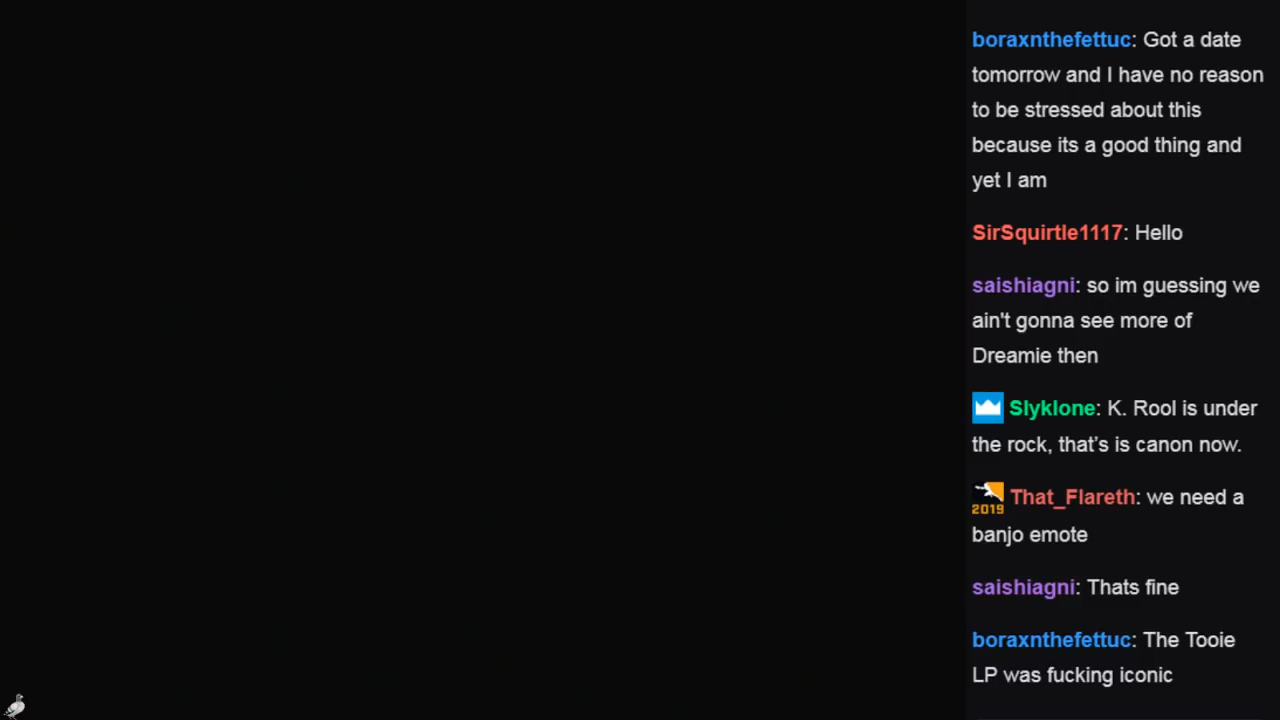 boraxnthefettuc: Got a date
tomorrow and I have no reason
to be stressed about this
because its a good thing and
yet I am
SirSquirtle1117: Hello
saishiagni: so im guessing we
ain't gonna see more of
Dreamie then
Slyklone: K. Rool is under
the rock, that's is canon now.
2019 That_Flareth: we need a
banjo emote
saishiagni: Thats fine
boraxnthefettuc: The Tooie
LP was fucking iconic